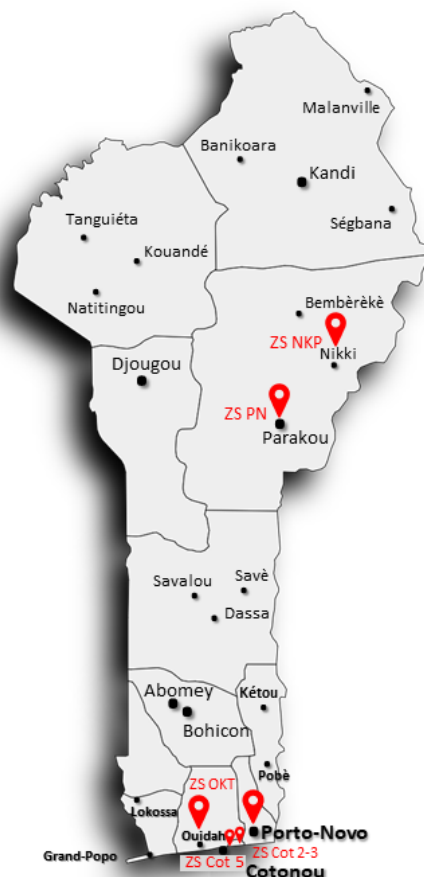 Malanville
Banikoara
Kandi
Ségbana
Tanguiéta
Kouandé
Natitingou
Bembèrèkè
ZS NKP
Nikki
Djougou
ZS PN
Parakou
Savalou
Savè
Dassa
Abomey
Kétou
Bohicon
Pobè
ZS OKT
Lokossa
Ouidah
Porto-Novo
Grand-Popo
ZS Cot 5
ZS Cot 2-3
Cotonou